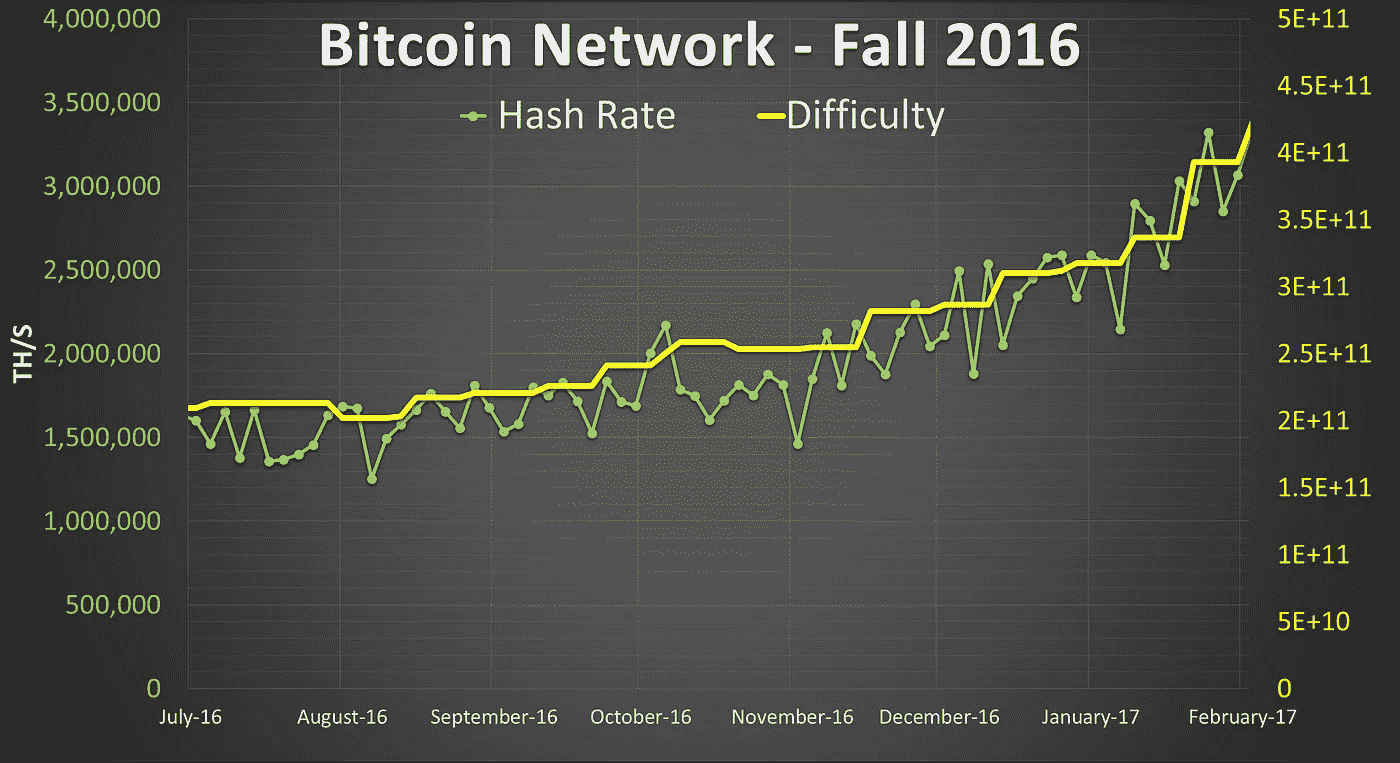 Bitcoin Network - Fall 2016
Hash Rate
Difficulty
TH/S
4,000,000
3,500,000
3,000,000
2,500,000
2,000,000
1,500,000
1,000,000
500,000
0
5E+11
4.5E+11
4E+11
3.5E+11
3E+11
2.5E+11
2E+11
1.5E+11
1E+11
5E+10
0
July-16 August-16 September-16 October-16 November-16 December-16 January-17 February-17